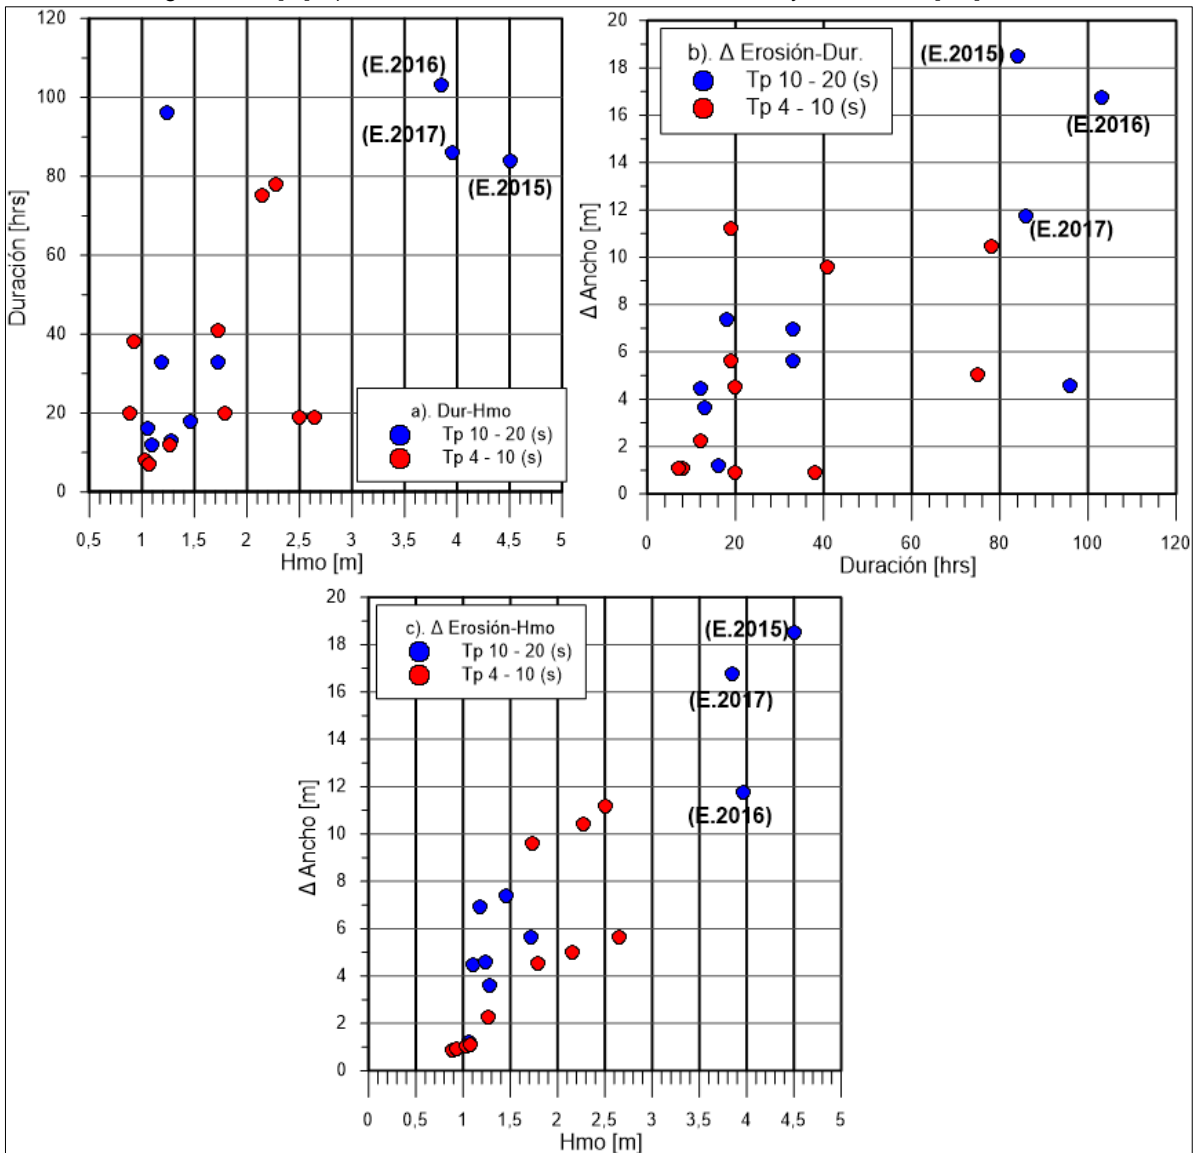 120
100
80
60
40
20
0
Duración [hrs]
(E.2016)
(E.2017)
(E.2015)
a). Dur-Hmo
Tp 10 - 20 (s)
Tp 4 - 10 (s)
0,5 1 1,5 2 2,5 3 3,5 4 4,5 5
Hmo [m]
20
18
16
14
12
10
8
6
4
2
0
Δ Ancho [m]
b). Δ Erosión-Dur.
Tp 10 - 20 (s)
Tp 4 - 10 (s)
(E.2015)
(E.2016)
(E.2017)
0 20 40 60 80 100 120
Duración [hrs]
20
18
16
14
12
10
8
6
4
2
0
Δ Ancho [m]
c). Δ Erosión-Hmo
Tp 10 - 20 (s)
Tp 4 - 10 (s)
(E.2015)
(E.2017)
(E.2016)
0 0,5 1 1,5 2 2,5 3 3,5 4 4,5 5
Hmo [m]